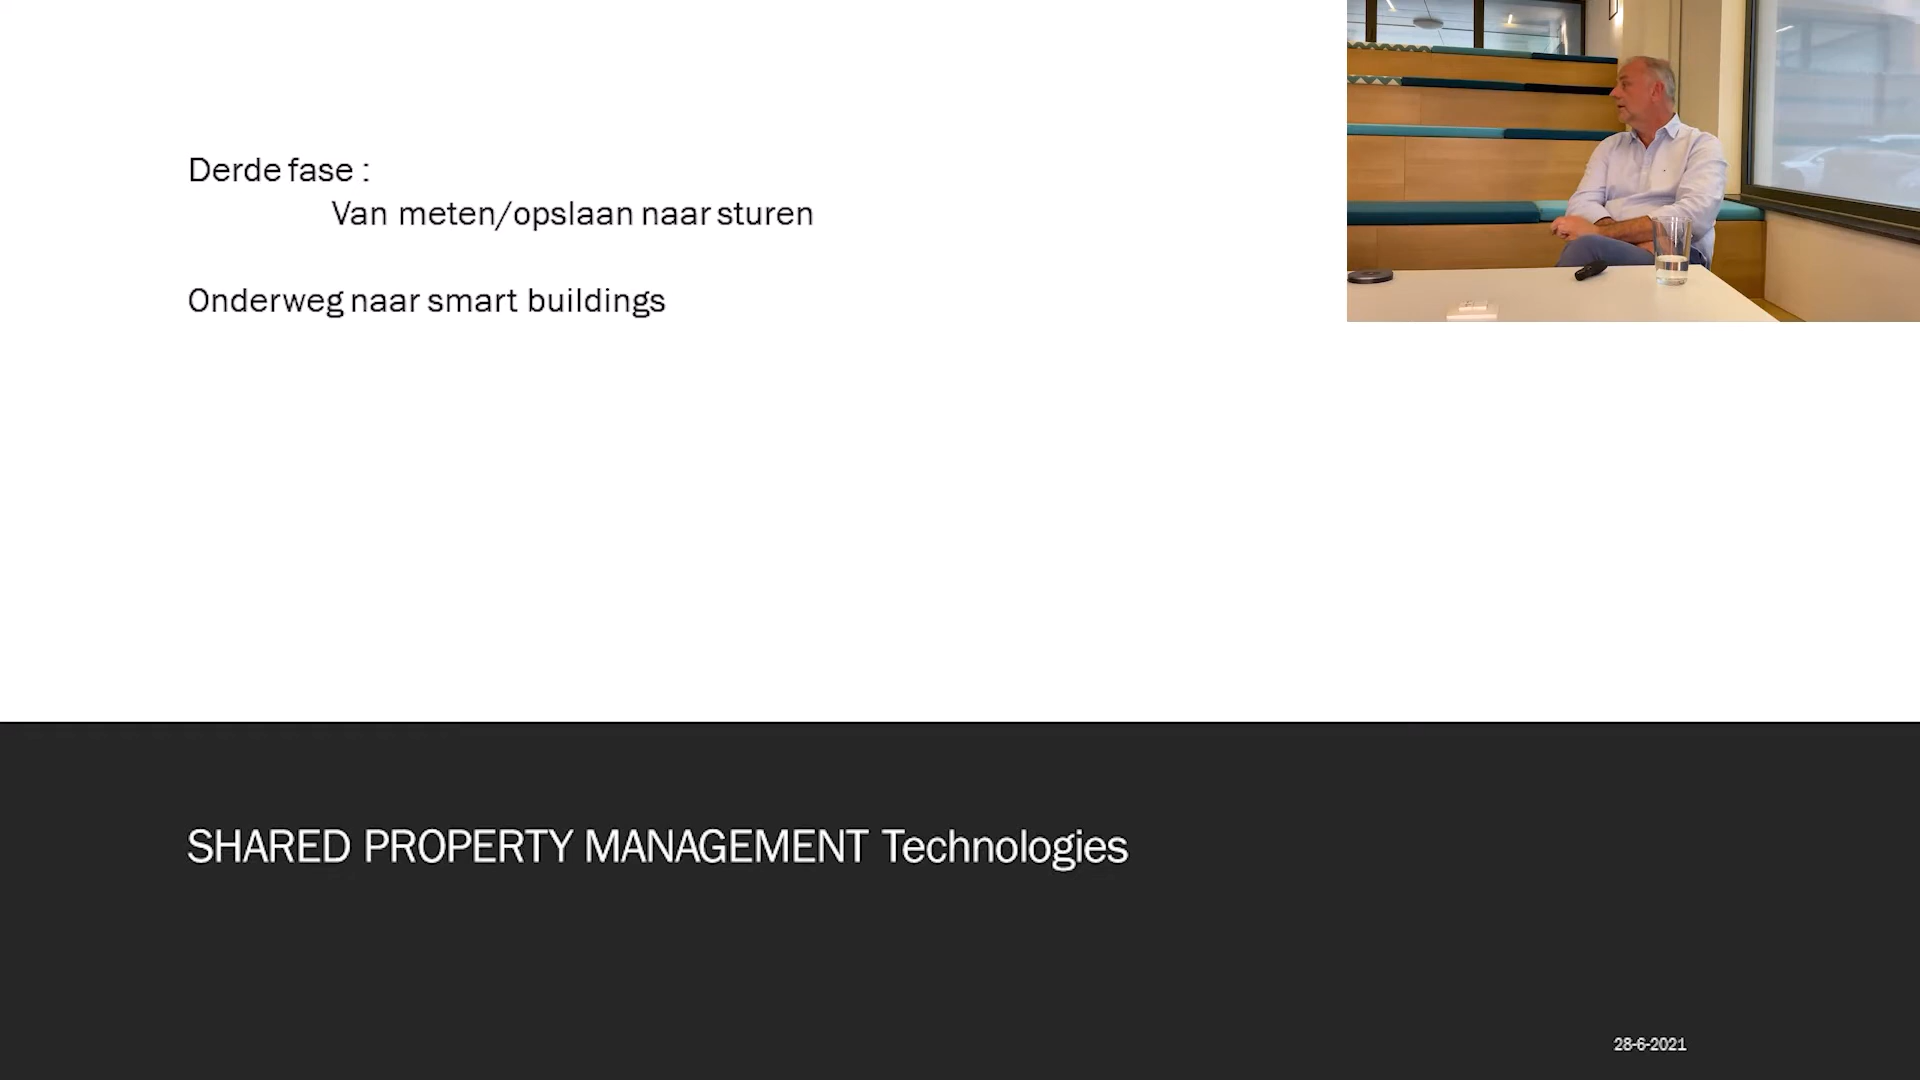 Derde fase :
Van meten/opslaan naar sturen
Onderweg naar smart buildings
SHARED PROPERTY MANAGEMENT Technologies
28-6-2021